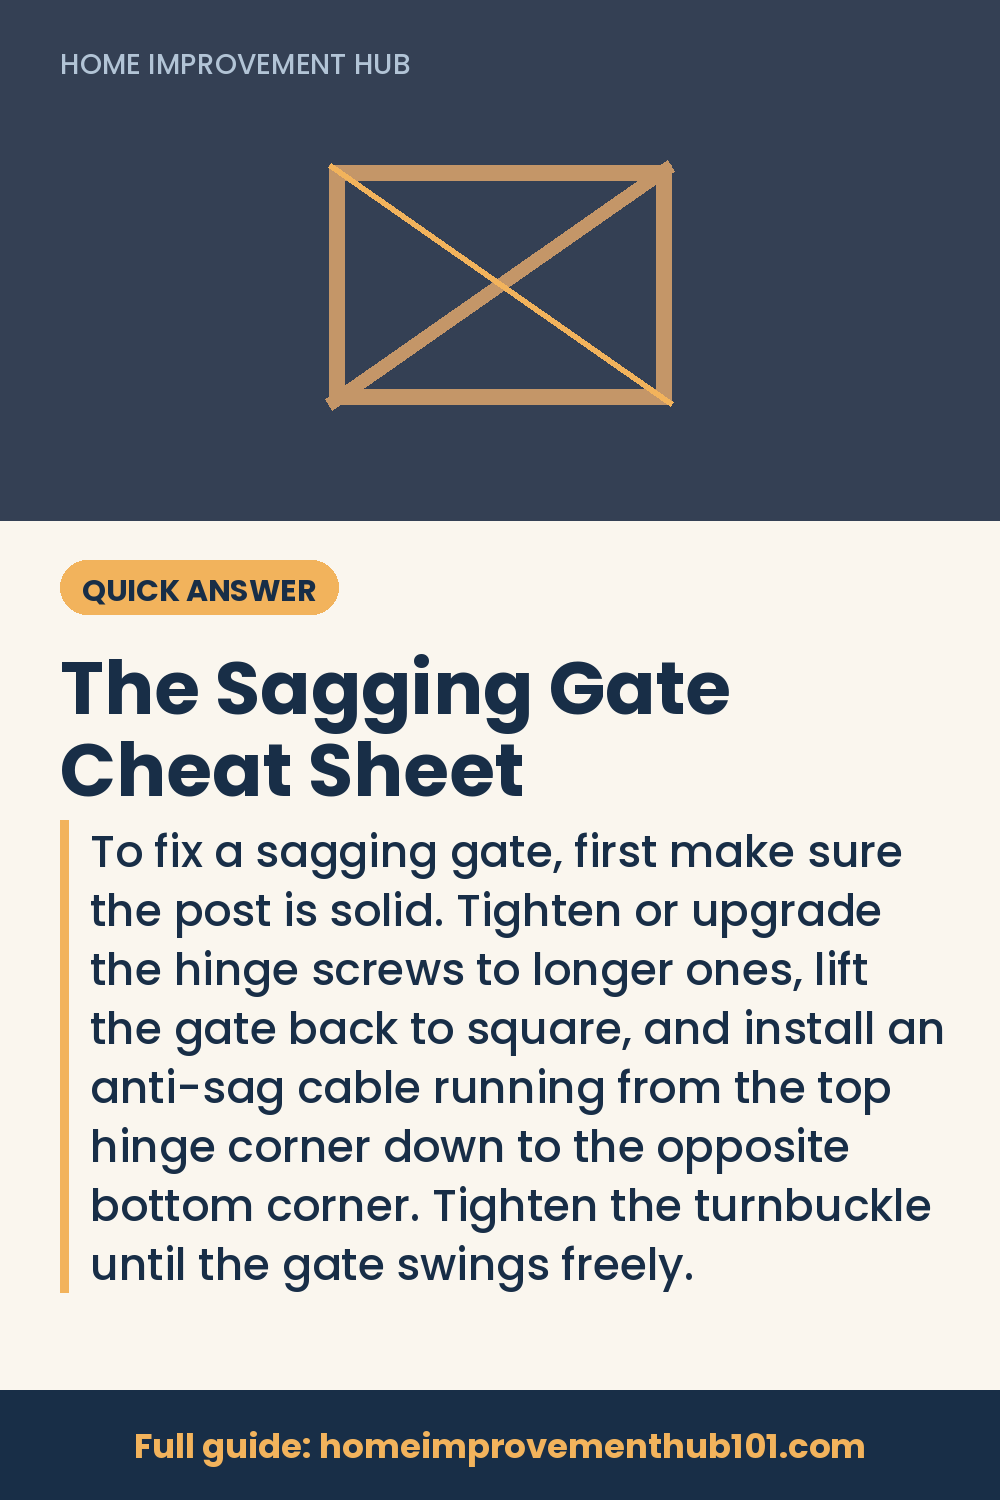 HOME IMPROVEMENT HUB
QUICK ANSWER
The Sagging Gate
Cheat Sheet
To fix a sagging gate, first make sure
the post is solid. Tighten or upgrade
the hinge screws to longer ones, lift
the gate back to square, and install an
anti-sag cable running from the top
hinge corner down to the opposite
bottom corner. Tighten the turnbuckle
until the gate swings freely.
Full guide: homeimprovementhub101.com